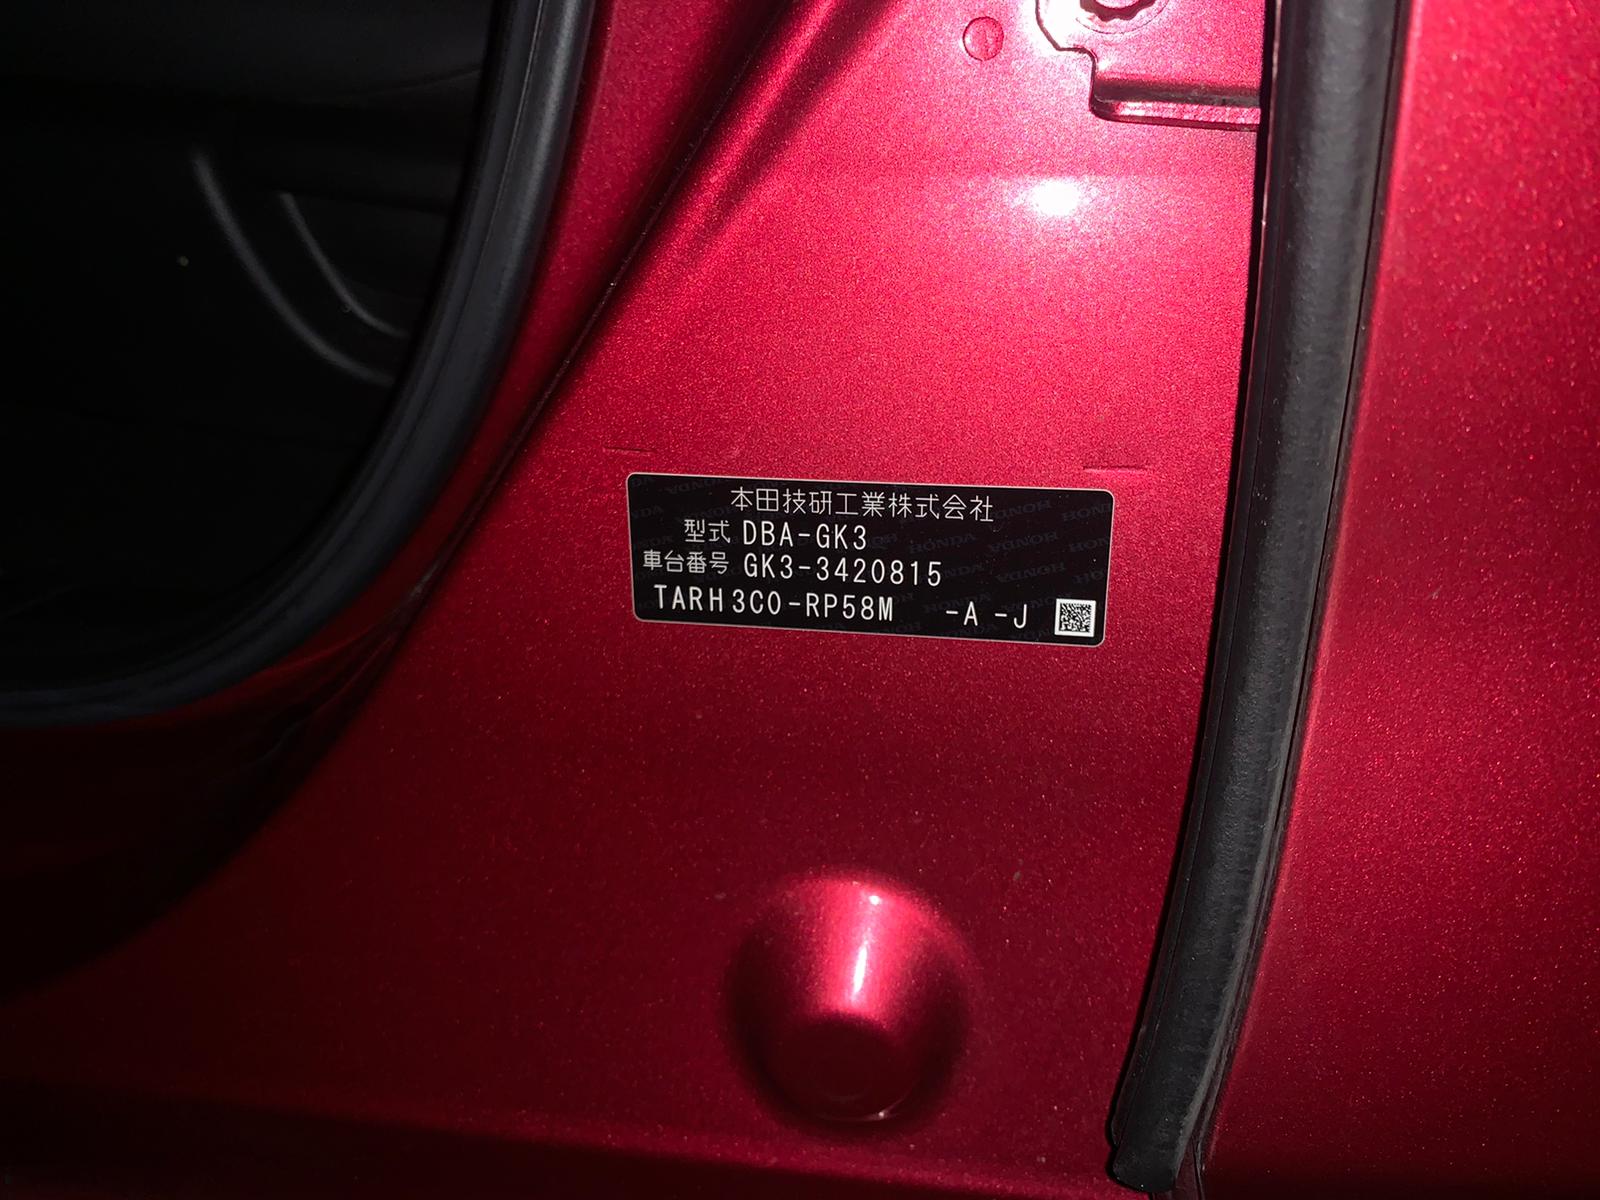 本田技研工業株式会社
型式 DBA-GK3
車台番号 GK3-3420815
TARH3C0-RP58M -A -J